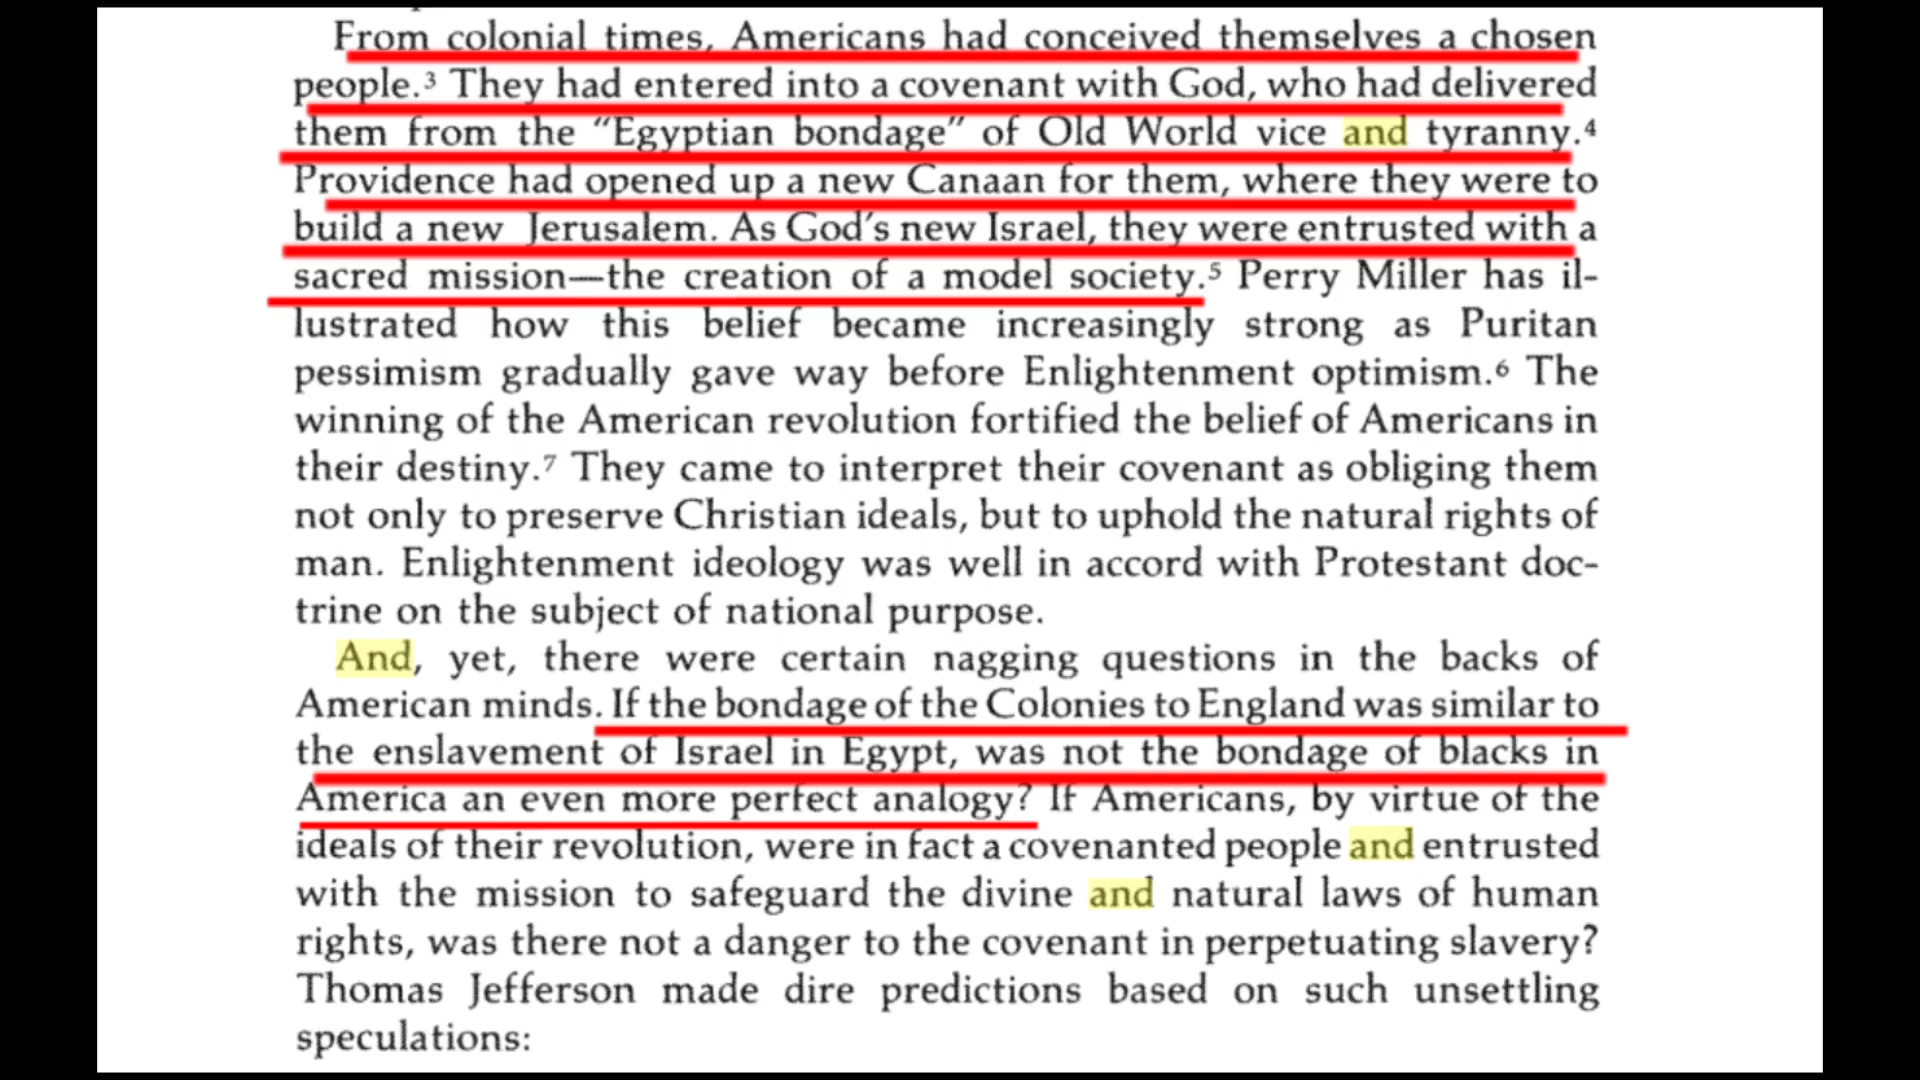 From colonial times, Americans had conceived themselves a chosen
people.³ They had entered into a covenant with God, who had delivered
them from the “Egyptian bondage” of Old World vice and tyranny.⁴
Providence had opened up a new Canaan for them, where they were to
build a new Jerusalem. As God’s new Israel, they were entrusted with a
sacred mission—the creation of a model society.⁵ Perry Miller has il-
lustrated how this belief became increasingly strong as Puritan
pessimism gradually gave way before Enlightenment optimism.⁶ The
winning of the American revolution fortified the belief of Americans in
their destiny.⁷ They came to interpret their covenant as obliging them
not only to preserve Christian ideals, but to uphold the natural rights of
man. Enlightenment ideology was well in accord with Protestant doc-
trine on the subject of national purpose.
And, yet, there were certain nagging questions in the backs of
American minds. If the bondage of the Colonies to England was similar to
the enslavement of Israel in Egypt, was not the bondage of blacks in
America an even more perfect analogy? If Americans, by virtue of the
ideals of their revolution, were in fact a covenanted people and entrusted
with the mission to safeguard the divine and natural laws of human
rights, was there not a danger to the covenant in perpetuating slavery?
Thomas Jefferson made dire predictions based on such unsettling
speculations: